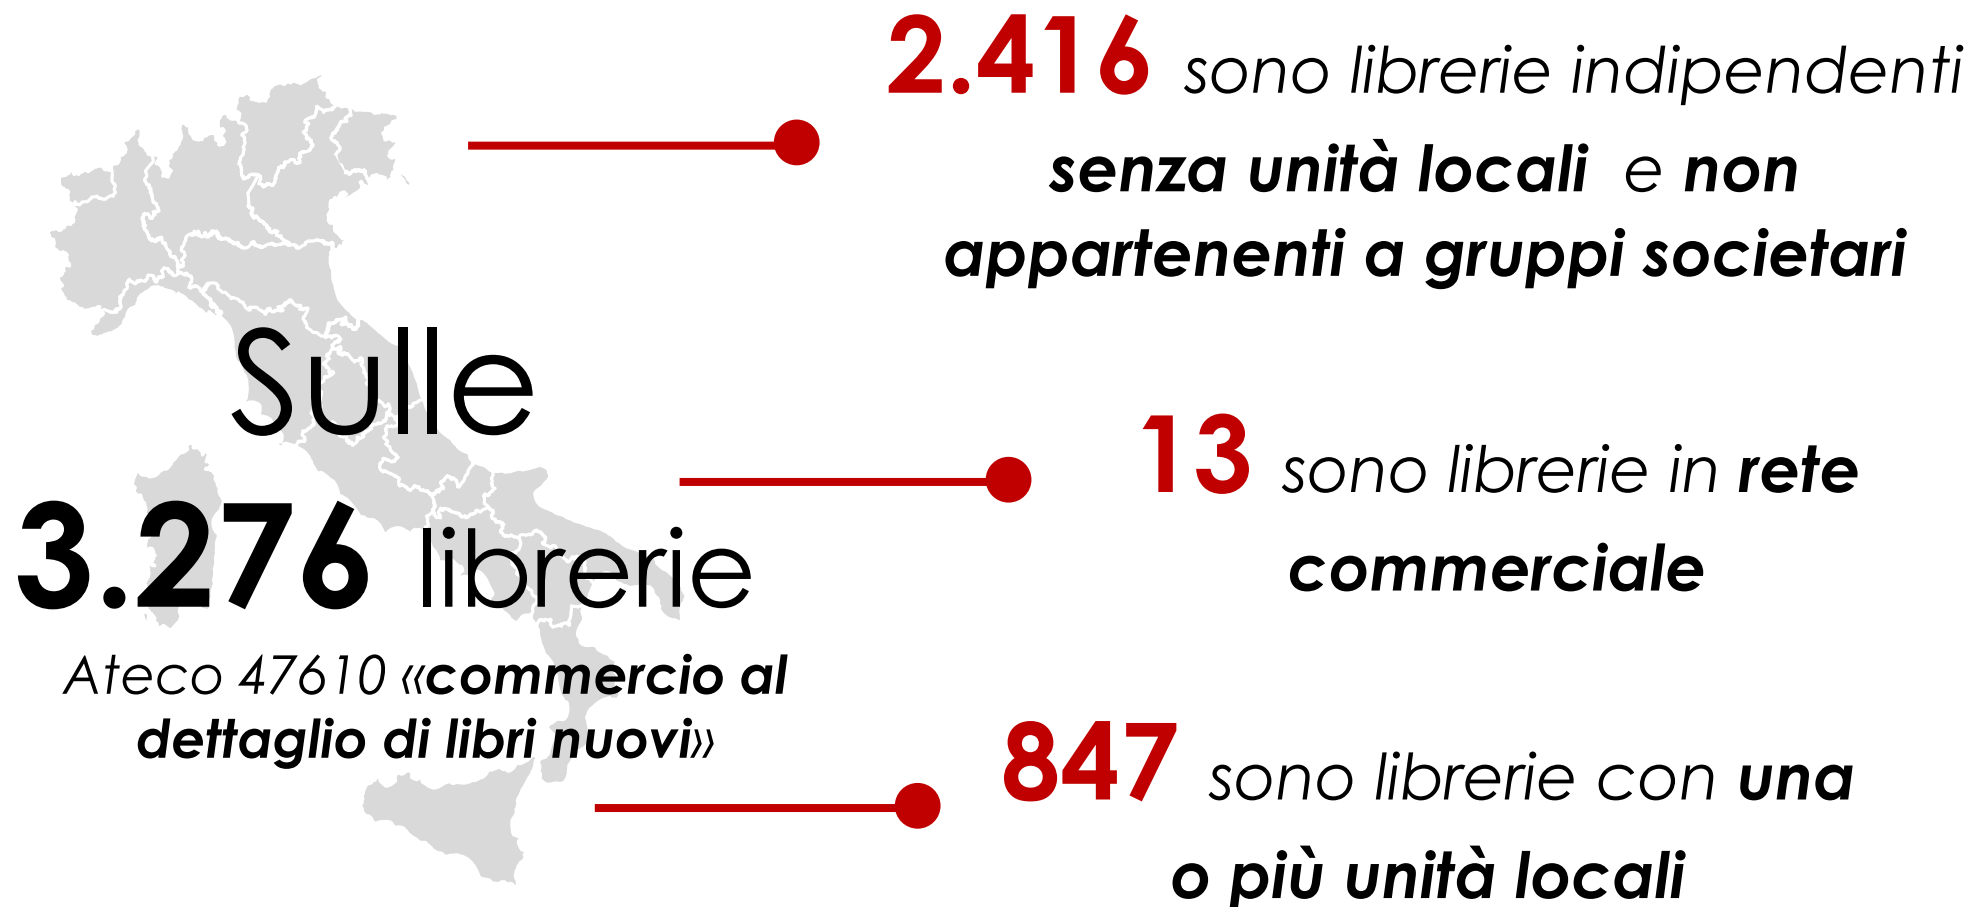 Sulle
3.276 librerie
Ateco 47610 «commercio al
dettaglio di libri nuovi»
2.416 sono librerie indipendenti
senza unità locali e non
appartenenti a gruppi societari
13 sono librerie in rete
commerciale
847 sono librerie con una
o più unità locali